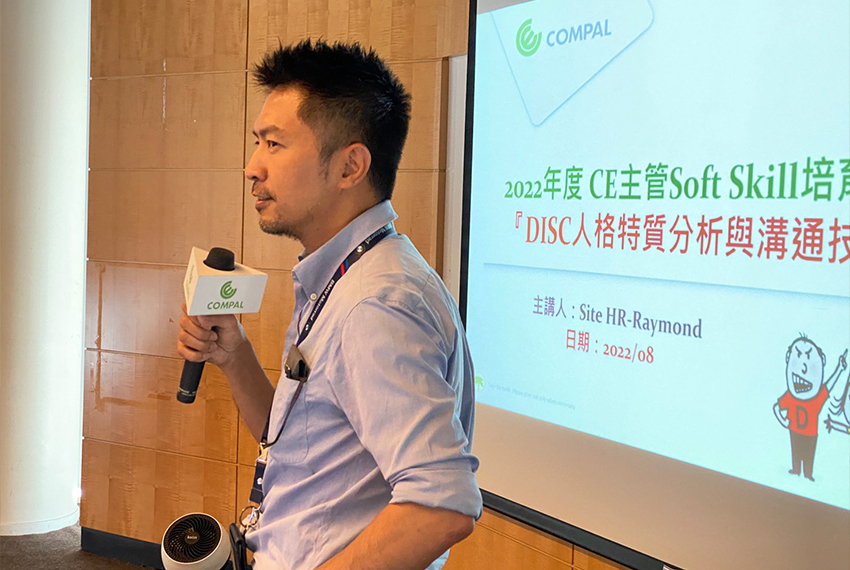 COMPAL
2022年度 CE主管Soft Skill培育
『DISC人格特質分析與溝通技
主講人：Site HR-Raymond
日期：2022/08
D
COMPAL